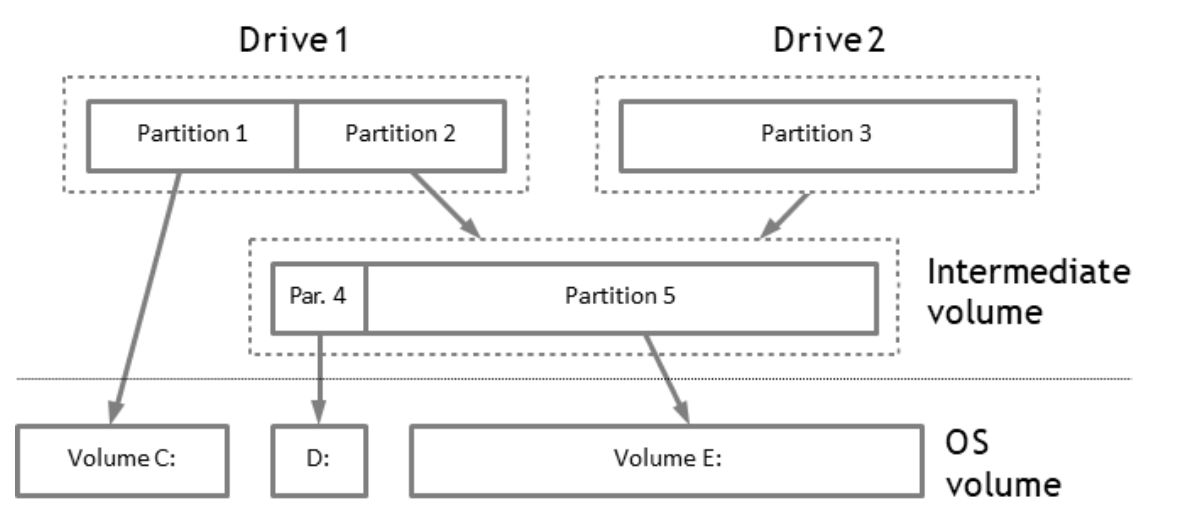 Drive 1
Drive 2
Partition 1
Partition 2
Partition 3
Par. 4
Partition 5
Intermediate
volume
Volume C:
D:
Volume E:
OS
volume